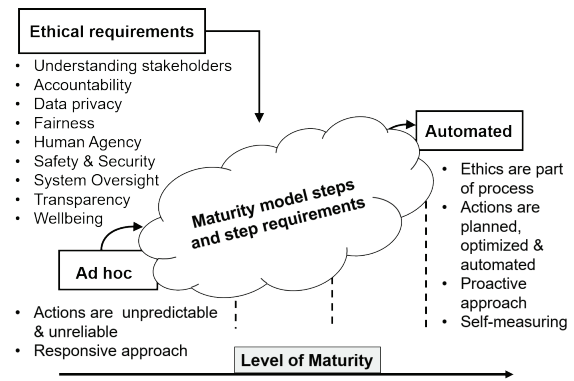 Ethical requirements
• Understanding stakeholders
• Accountability
• Data privacy
• Fairness
• Human Agency
• Safety & Security
• System Oversight
• Transparency
• Wellbeing
Maturity model steps
and step requirements
Automated
• Ethics are part
of process
• Actions are
planned,
optimized &
automated
• Proactive
approach
• Self-measuring
Ad hoc
• Actions are unpredictable
& unreliable
• Responsive approach
Level of Maturity